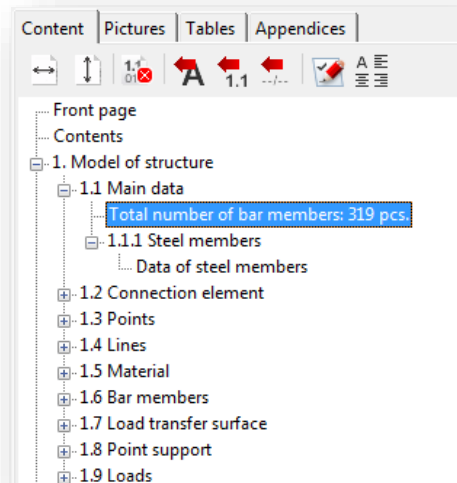 Content Pictures Tables Appendices
1.1 01 A 1.1 --/-- A
Front page
Contents
1. Model of structure
1.1 Main data
Total number of bar members: 319 pcs.
1.1.1 Steel members
Data of steel members
1.2 Connection element
1.3 Points
1.4 Lines
1.5 Material
1.6 Bar members
1.7 Load transfer surface
1.8 Point support
1.9 Loads